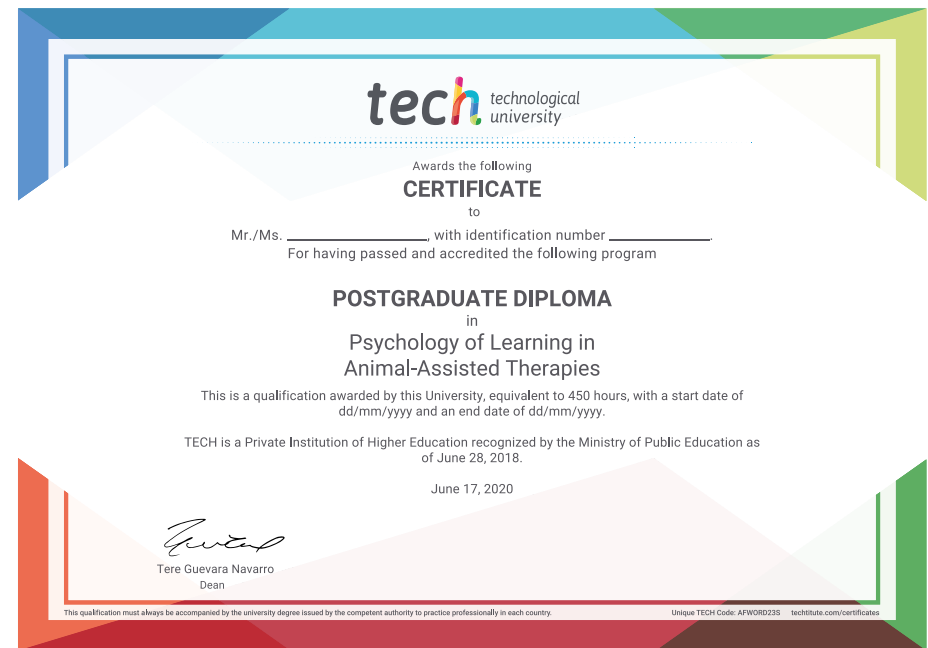 tech technological
university
Awards the following
CERTIFICATE
to
Mr./Ms. ____________, with identification number ____________.
For having passed and accredited the following program
POSTGRADUATE DIPLOMA
in
Psychology of Learning in
Animal-Assisted Therapies
This is a qualification awarded by this University, equivalent to 450 hours, with a start date of
dd/mm/yyyy and an end date of dd/mm/yyyy.
TECH is a Private Institution of Higher Education recognized by the Ministry of Public Education as
of June 28, 2018.
June 17, 2020
Tere Guevara Navarro
Dean
This qualification must always be accompanied by the university degree issued by the competent authority to practice professionally in each country.
Unique TECH Code: AFWORD23S techtitute.com/certificates